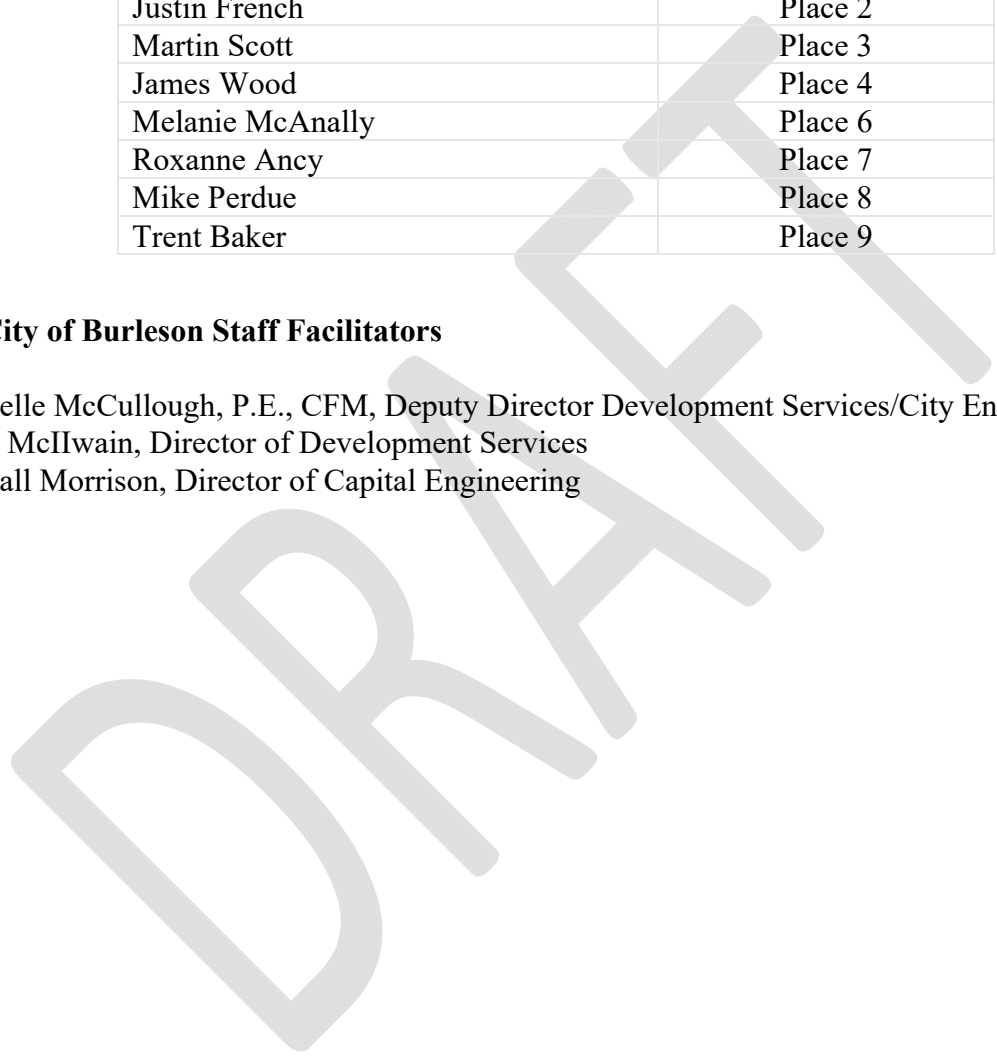 Justin French Place 2
Martin Scott Place 3
James Wood Place 4
Melanie McAnally Place 6
Roxanne Ancy Place 7
Mike Perdue Place 8
Trent Baker Place 9
City of Burleson Staff Facilitators
elle McCullough, P.E., CFM, Deputy Director Development Services/City En
McIIwain, Director of Development Services
all Morrison, Director of Capital Engineering
DRAFT